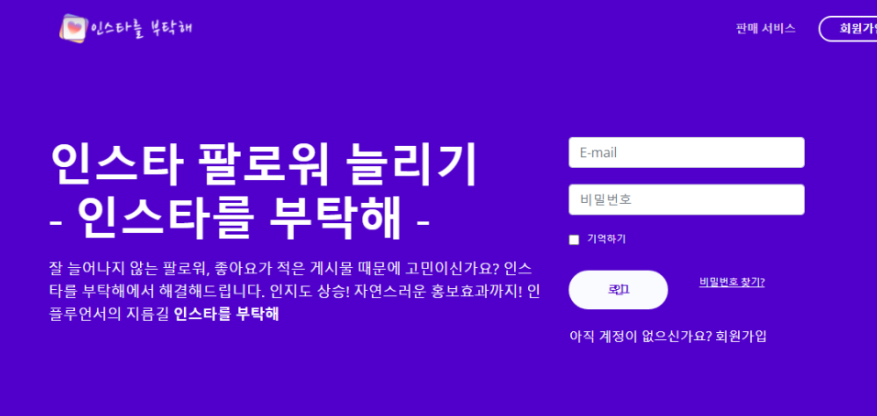 인스타를 부탁해
판매 서비스
인스타 팔로워 늘리기
- 인스타를 부탁해 -
잘 늘어나지 않는 팔로워, 좋아요가 적은 게시물 때문에 고민이신가요? 인스
타를 부탁해에서 해결해드립니다. 인지도 상승! 자연스러운 홍보효과까지! 인
플루언서의 지름길 인스타를 부탁해
E-mail
비밀번호
기억하기
로그인
비밀번호 찾기?
아직 계정이 없으신가요? 회원가입